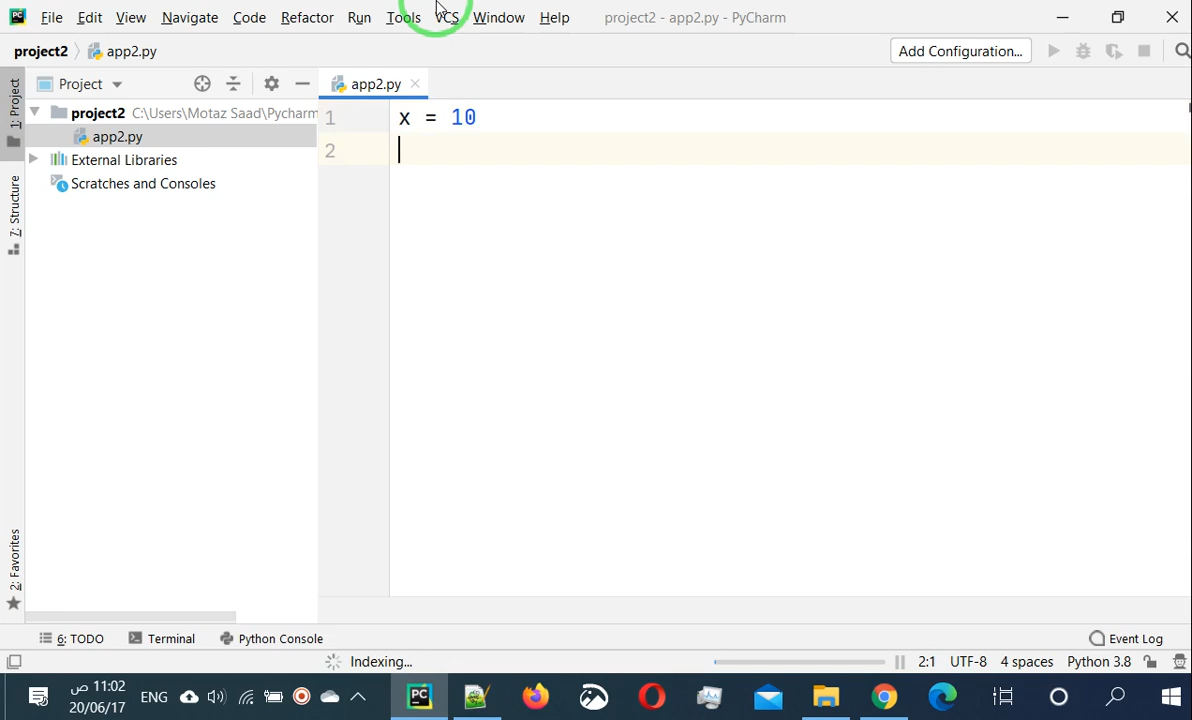 PC File Edit View Navigate Code Refactor Run Tools VCS Window Help project2 - app2.py - PyCharm
project2 app2.py Add Configuration...
1: Project
Project
app2.py
project2 C:\Users\Motaz Saad\Pycharm
app2.py
External Libraries
Scratches and Consoles
7: Structure
2: Favorites
1 x = 10
2
6: TODO Terminal Python Console Event Log
Indexing... 2:1 UTF-8 4 spaces Python 3.8
11:02 ص
20/06/17
ENG
PC